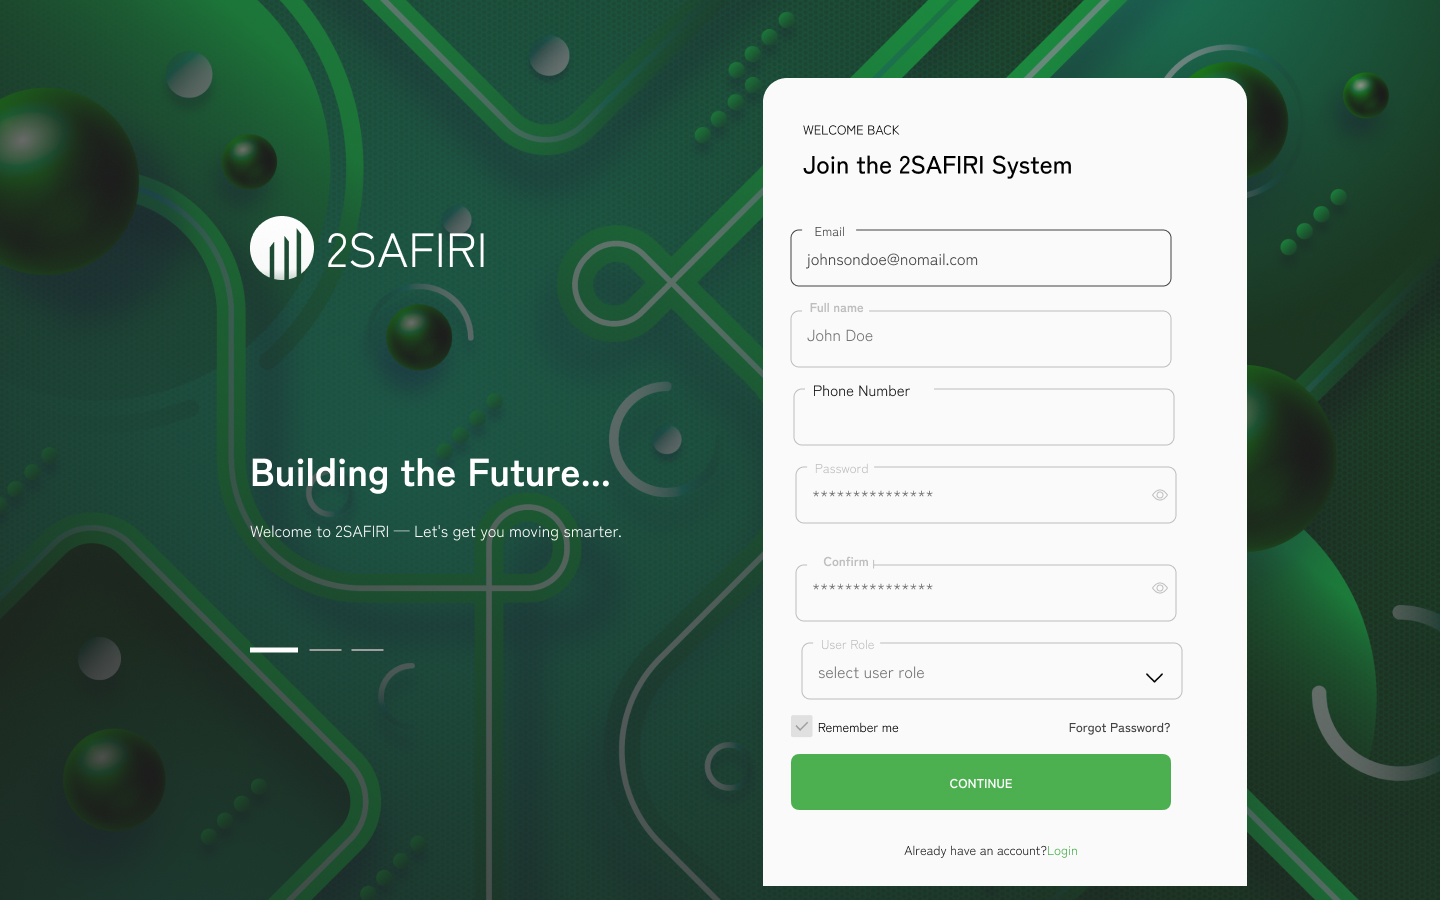 2SAFIRI
Building the Future...
Welcome to 2SAFIRI — Let's get you moving smarter.
WELCOME BACK
Join the 2SAFIRI System
Email
johnsondoe@nomail.com
Full name
John Doe
Phone Number
Password
***************
Confirm
***************
User Role
select user role
Remember me
Forgot Password?
CONTINUE
Already have an account?Login